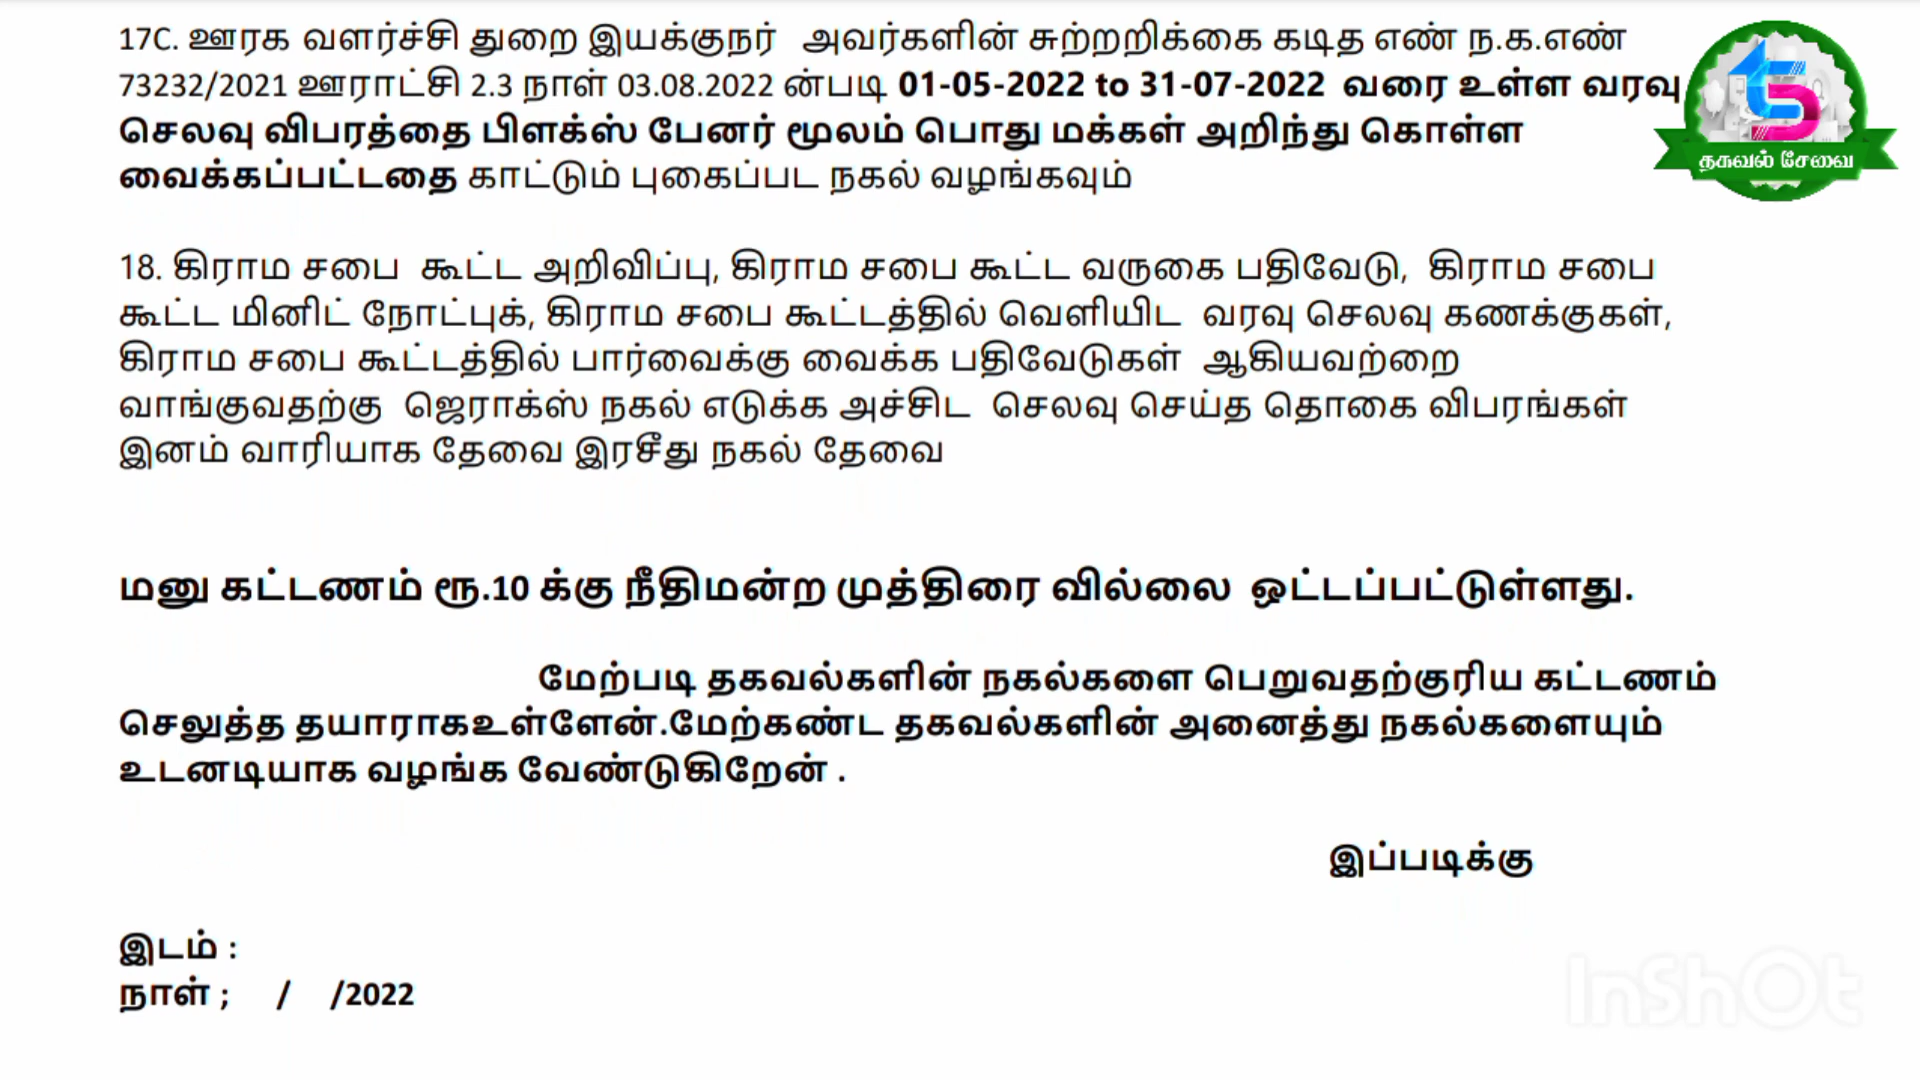 17C. ஊரக வளர்ச்சி துறை இயக்குநர் அவர்களின் சுற்றறிக்கை கடித எண் ந.க.எண்
73232/2021 ஊராட்சி 2.3 நாள் 03.08.2022 ன்படி 01-05-2022 to 31-07-2022 வரை உள்ள வரவு
செலவு விபரத்தை பிளக்ஸ் பேனர் மூலம் பொது மக்கள் அறிந்து கொள்ள
வைக்கப்பட்டதை காட்டும் புகைப்பட நகல் வழங்கவும்
தகவல் சேவை
18. கிராம சபை கூட்ட அறிவிப்பு, கிராம சபை கூட்ட வருகை பதிவேடு, கிராம சபை
கூட்ட மினிட் நோட்புக், கிராம சபை கூட்டத்தில் வெளியிட வரவு செலவு கணக்குகள்,
கிராம சபை கூட்டத்தில் பார்வைக்கு வைக்க பதிவேடுகள் ஆகியவற்றை
வாங்குவதற்கு ஜெராக்ஸ் நகல் எடுக்க அச்சிட செலவு செய்த தொகை விபரங்கள்
இனம் வாரியாக தேவை இரசீது நகல் தேவை
மனு கட்டணம் ரூ.10 க்கு நீதிமன்ற முத்திரை வில்லை ஒட்டப்பட்டுள்ளது.
மேற்படி தகவல்களின் நகல்களை பெறுவதற்குரிய கட்டணம்
செலுத்த தயாராகஉள்ளேன்.மேற்கண்ட தகவல்களின் அனைத்து நகல்களையும்
உடனடியாக வழங்க வேண்டுகிறேன் .
இப்படிக்கு
இடம் :
நாள் ; / /2022
InShOt